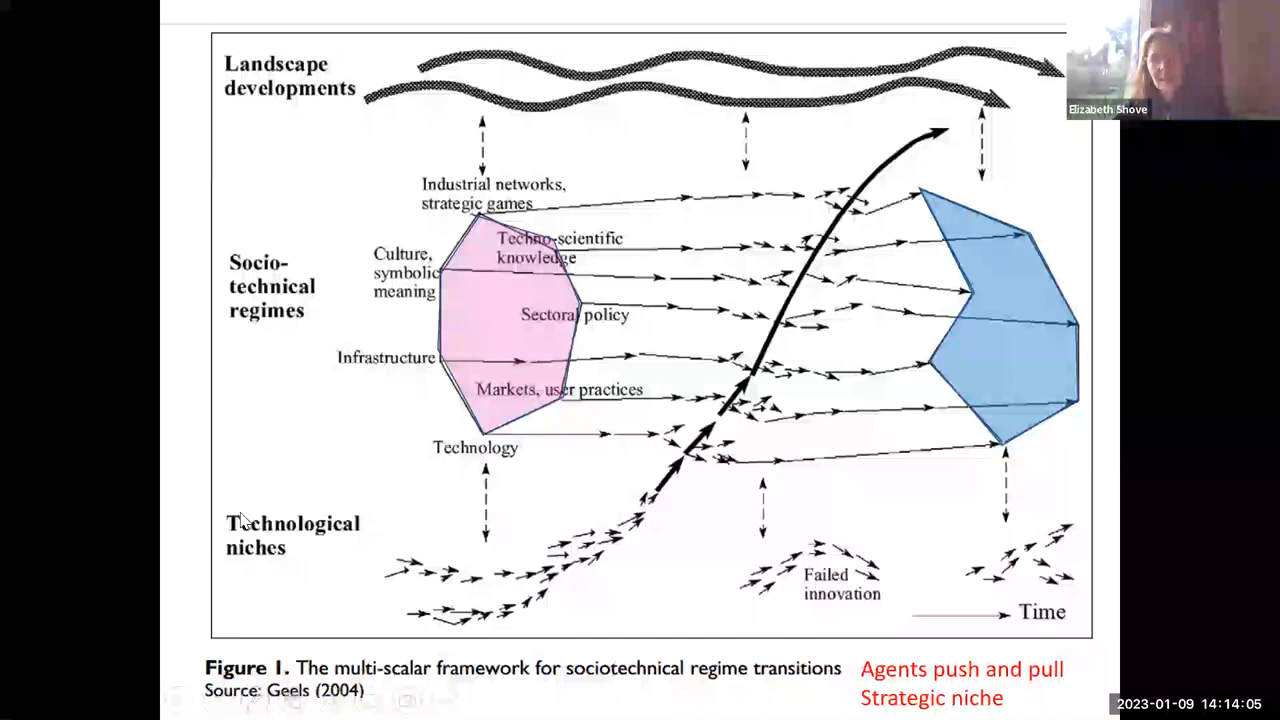 Landscape
developments
Elizabeth Shove
Industrial networks,
strategic games
Techno-scientific
knowledge
Culture,
symbolic
meaning
Socio-
technical
regimes
Sectoral policy
Infrastructure
Markets, user practices
Technology
Technological
niches
Failed
innovation
Time
Figure 1. The multi-scalar framework for sociotechnical regime transitions
Source: Geels (2004)
Agents push and pull
Strategic niche
2023-01-09 14:14:05